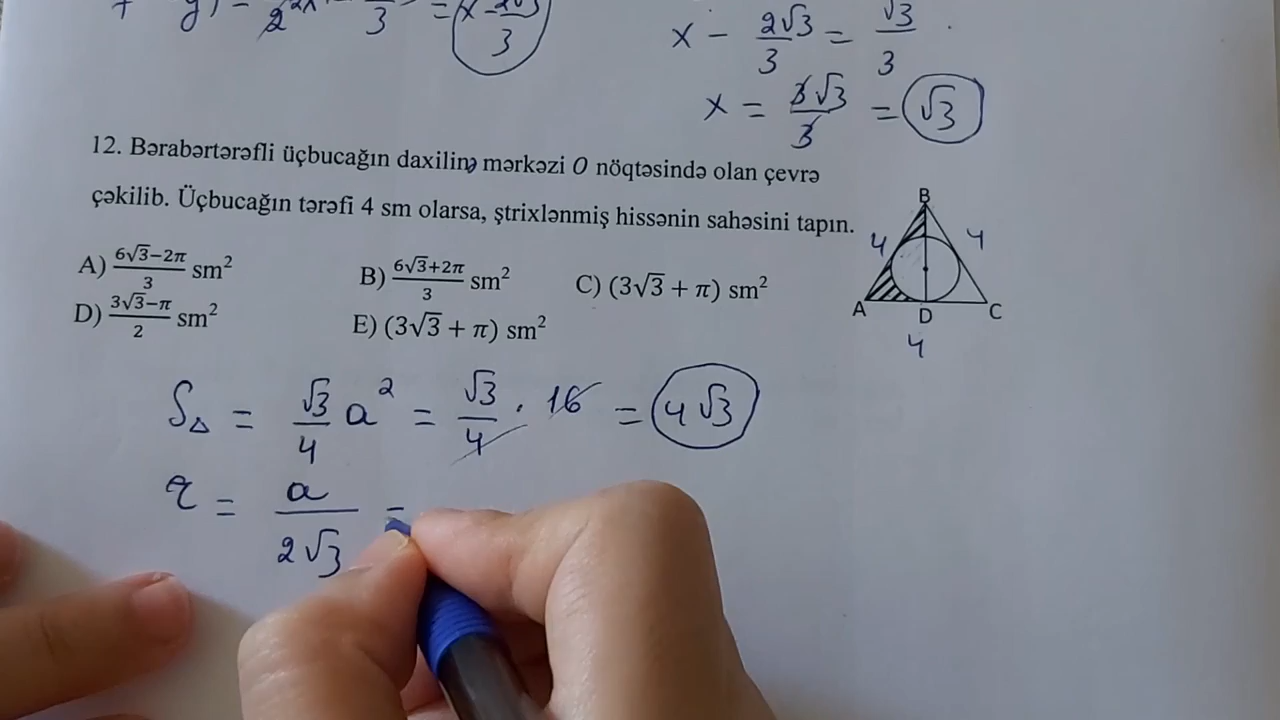 = x - 2√3/3
x - 2√3/3 = √3/3
x = 3√3/3 = √3
12. Bərabərtərəfli üçbucağın daxilinə mərkəzi O nöqtəsində olan çevrə
çəkilib. Üçbucağın tərəfi 4 sm olarsa, ştrixlənmiş hissənin sahəsini tapın.
A) (6√3−2π)/3 sm²
B) (6√3+2π)/3 sm²
C) (3√3 + π) sm²
D) (3√3−π)/2 sm²
E) (3√3 + π) sm²
B
4 4
A D C
4
S△ = √3/4 a² = √3/4 · 16 = 4√3
r = a/2√3 =